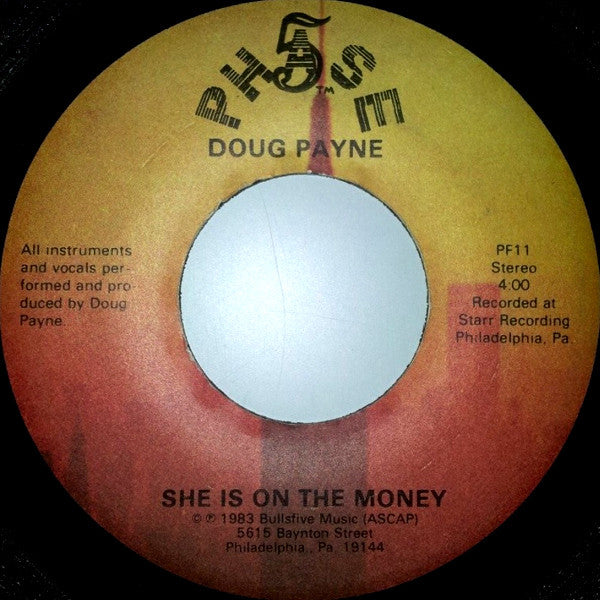 PHA5E
™
DOUG PAYNE
All instruments
and vocals per-
formed and pro
duced by Doug
Payne.
PF11
Stereo
4:00
Recorded at
Starr Recording
Philadelphia, Pa.
SHE IS ON THE MONEY
© ℗ 1983 Bullsfive Music (ASCAP)
5615 Baynton Street
Philadelphia, Pa. 19144